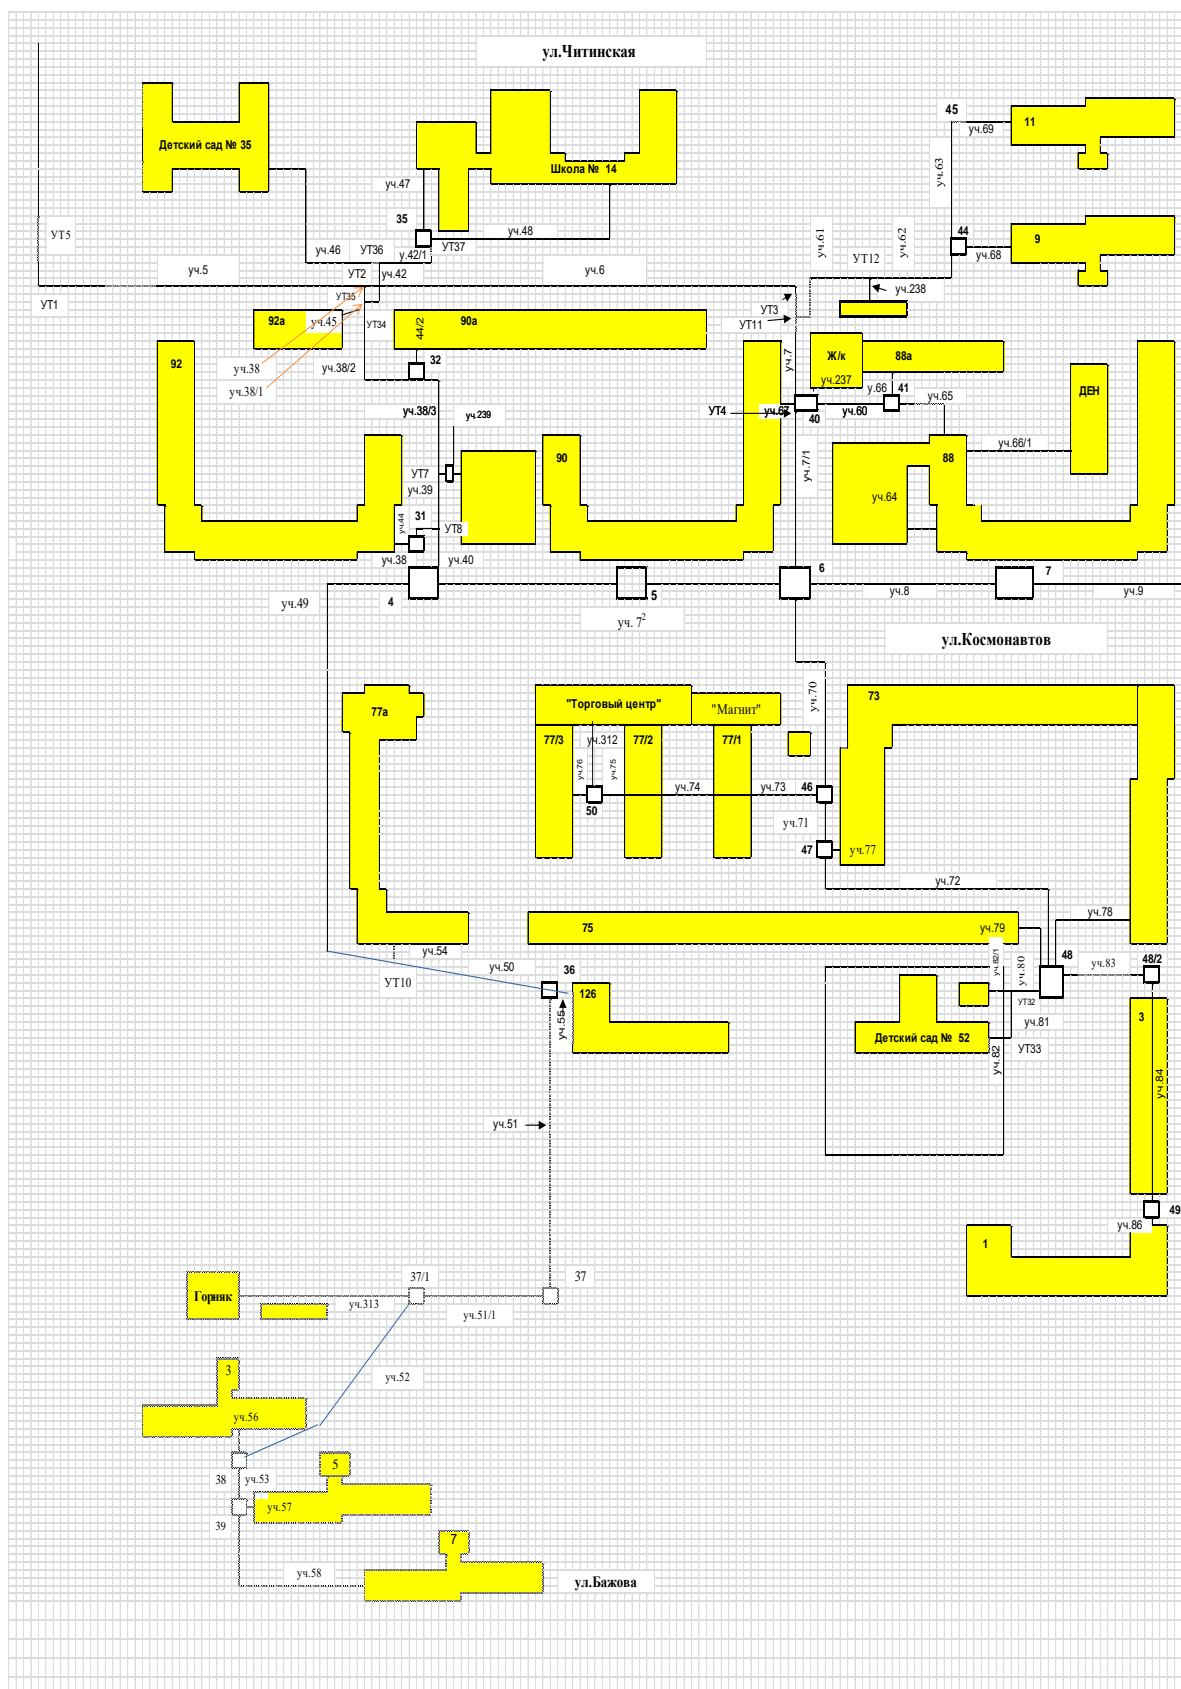 ул.Читинская
Детский сад № 35
Школа № 14
45
11
уч.69
уч.63
уч.47
35
УТ5
уч.46
УТ36
у.42/1
УТ37
уч.48
уч.61
уч.62
44
9
уч.68
уч.5
УТ2
уч.42
уч.6
УТ12
уч.238
УТ1
УТ35
УТ3
УТ11
92а
уч.45
УТ34
44/2
90а
92
уч.38
уч.38/2
32
уч.38/1
уч.7
Ж/к
88а
уч.237
у.66
41
уч.65
ДЕН
уч.38/3
уч.239
УТ4
уч.67
40
уч.60
уч.66/1
90
88
уч.7/1
УТ7
уч.39
уч.64
31
уч.44
УТ8
уч.38
уч.40
уч.49
4
5
6
7
уч.8
уч.9
уч. 7²
ул.Космонавтов
77а
"Торговый центр"
"Магнит"
уч.70
73
77/3
уч.312
77/2
77/1
уч.76
уч.75
уч.74
уч.73
46
50
уч.71
47
уч.77
уч.72
75
уч.79
уч.78
уч.54
уч.50
36
УТ10
уч.82/1
уч.80
48
уч.83
48/2
126
УТ32
уч.55
уч.81
3
Детский сад № 52
УТ33
уч.82
уч.84
уч.51
49
уч.86
1
37/1
37
Горняк
уч.313
уч.51/1
3
уч.52
уч.56
38
уч.53
5
39
уч.57
7
уч.58
ул.Бажова